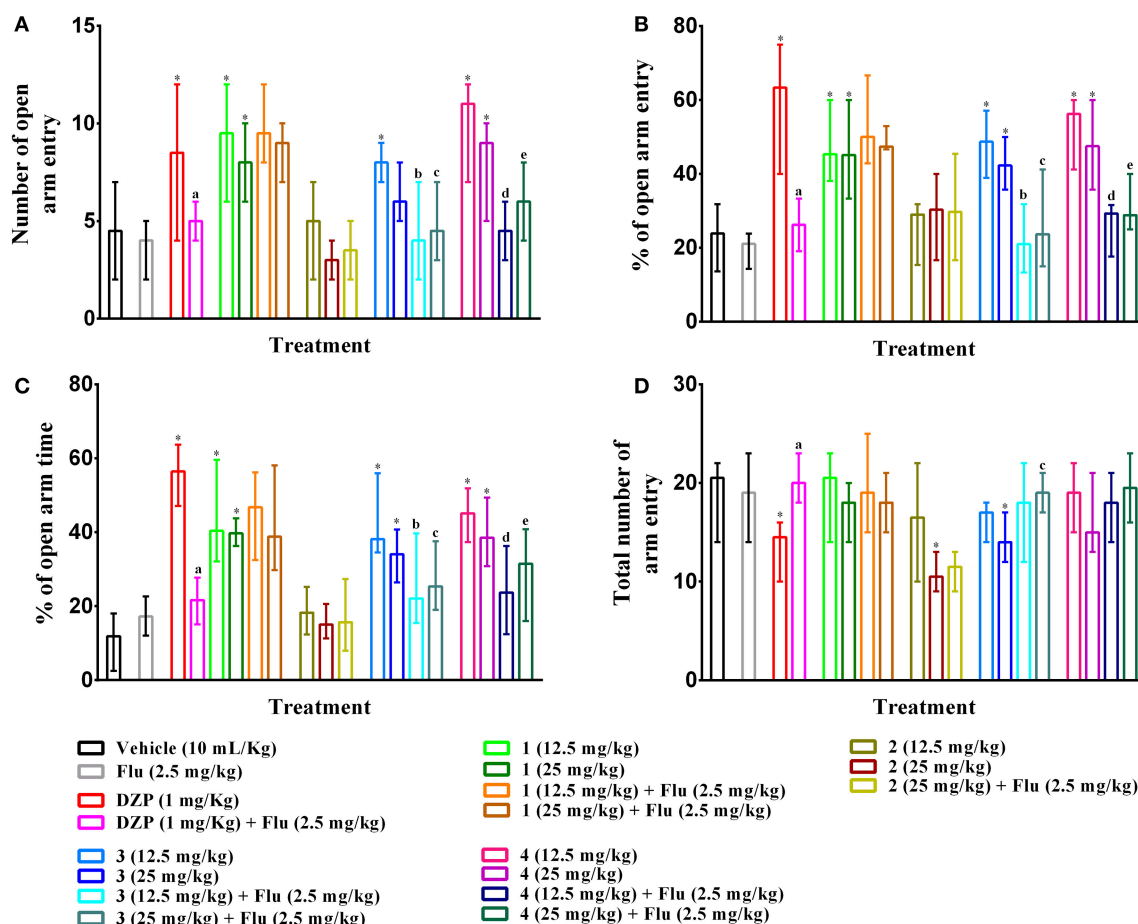 A
Number of open
arm entry
15
10
5
0
*
a
*
*
*
b
c
*
*
d
e
Treatment
B
% of open arm entry
80
60
40
20
0
*
a
*
*
*
*
b
c
*
*
d
e
Treatment
C
% of open arm time
80
60
40
20
0
*
a
*
*
*
*
b
c
*
*
d
e
Treatment
D
Total number of
arm entry
30
20
10
0
*
a
*
*
c
Treatment
Vehicle (10 mL/Kg)
Flu (2.5 mg/kg)
DZP (1 mg/Kg)
DZP (1 mg/Kg) + Flu (2.5 mg/kg)
1 (12.5 mg/kg)
1 (25 mg/kg)
1 (12.5 mg/kg) + Flu (2.5 mg/kg)
1 (25 mg/kg) + Flu (2.5 mg/kg)
2 (12.5 mg/kg)
2 (25 mg/kg)
2 (25 mg/kg) + Flu (2.5 mg/kg)
3 (12.5 mg/kg)
3 (25 mg/kg)
3 (12.5 mg/kg) + Flu (2.5 mg/kg)
3 (25 mg/kg) + Flu (2.5 mg/kg)
4 (12.5 mg/kg)
4 (25 mg/kg)
4 (12.5 mg/kg) + Flu (2.5 mg/kg)
4 (25 mg/kg) + Flu (2.5 mg/kg)